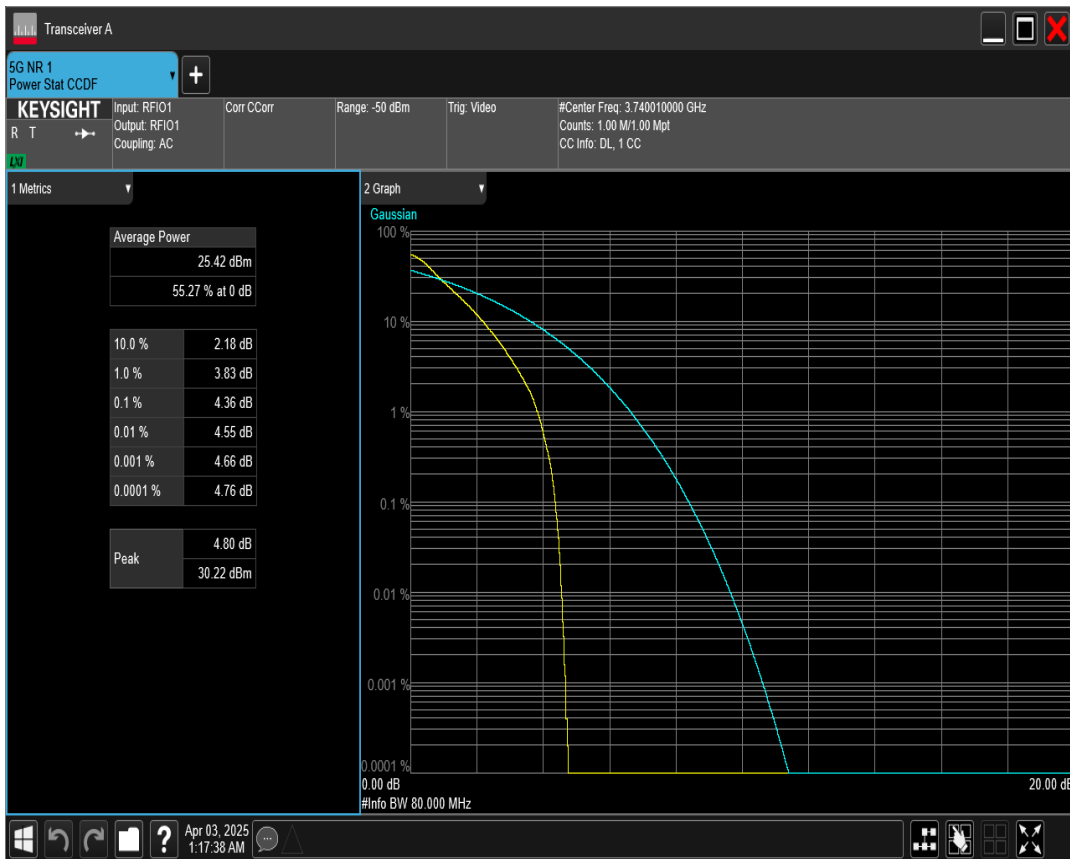 Transceiver A
5G NR 1
Power Stat CCDF
KEYSIGHT
R T
LXI
Input: RFIO1
Output: RFIO1
Coupling: AC
Corr CCorr
Range: -50 dBm
Trig: Video
#Center Freq: 3.740010000 GHz
Counts: 1.00 M/1.00 Mpt
CC Info: DL, 1 CC
1 Metrics
Average Power
25.42 dBm
55.27 % at 0 dB
10.0 % 2.18 dB
1.0 % 3.83 dB
0.1 % 4.36 dB
0.01 % 4.55 dB
0.001 % 4.66 dB
0.0001 % 4.76 dB
Peak
4.80 dB
30.22 dBm
2 Graph
Gaussian
100 %
10 %
1 %
0.1 %
0.01 %
0.001 %
0.0001 %
0.00 dB 20.00 dB
#Info BW 80.000 MHz
?
Apr 03, 2025
1:17:38 AM